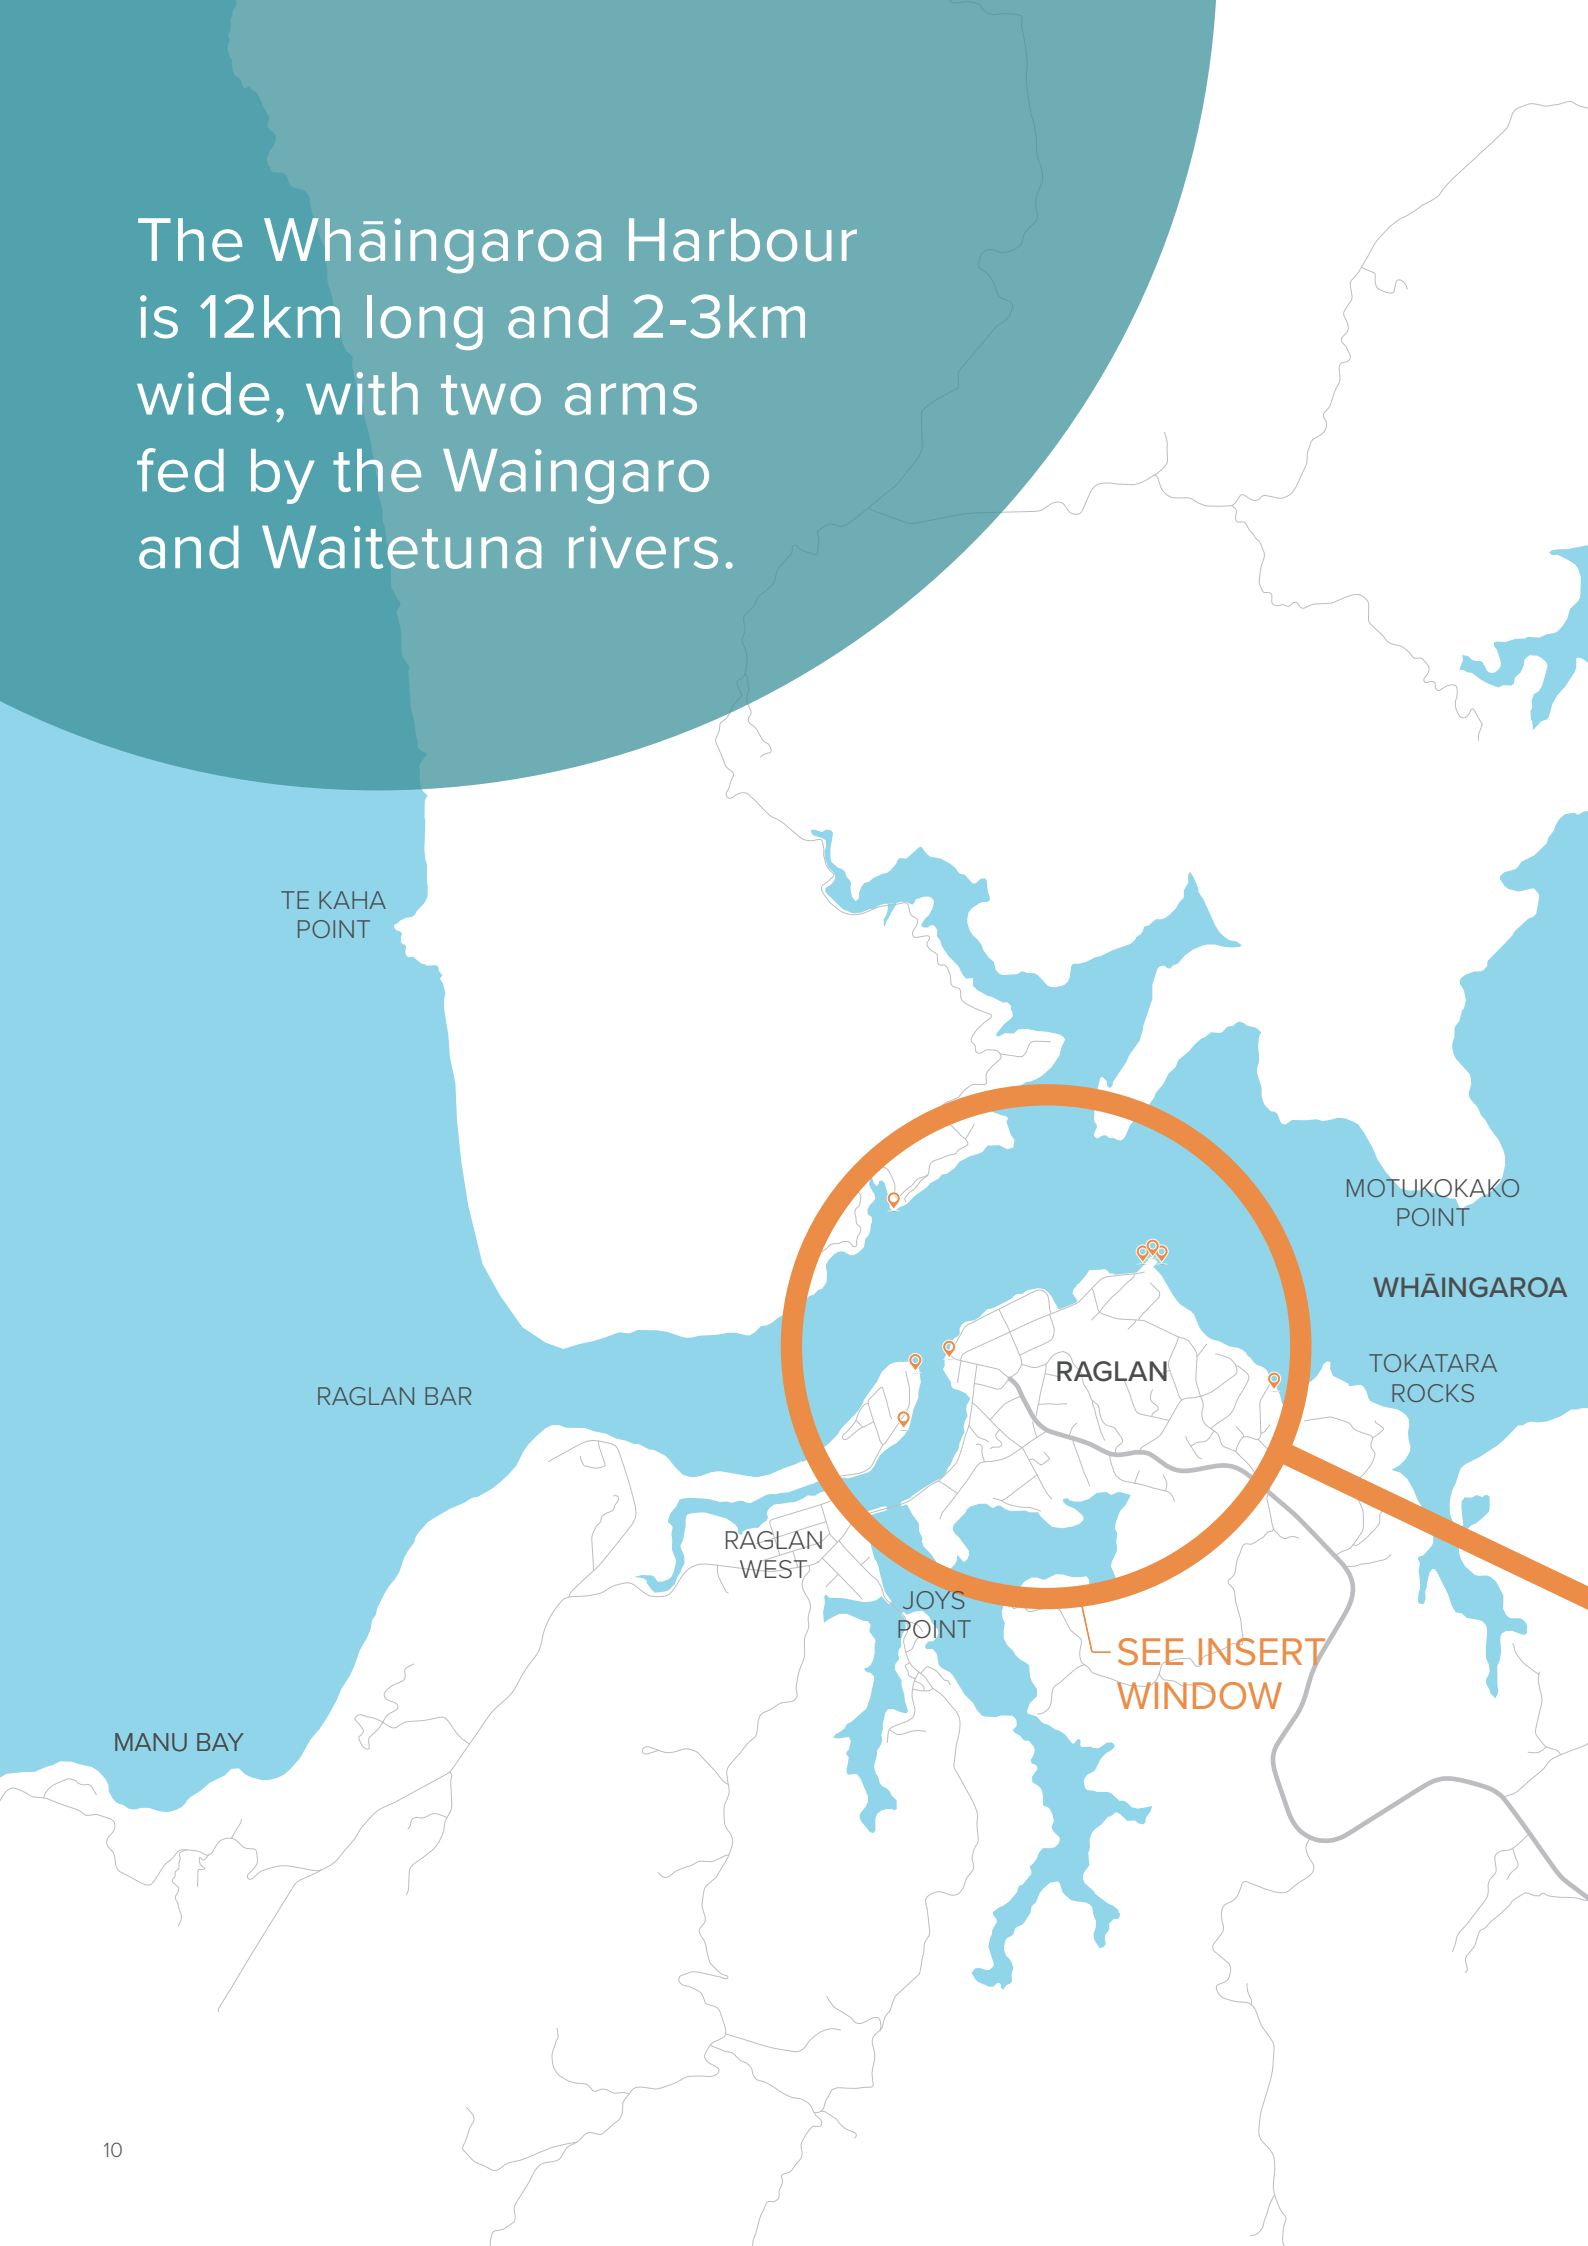 The Whāingaroa Harbour
is 12km long and 2-3km
wide, with two arms
fed by the Waingaro
and Waitetuna rivers.
TE KAHA
POINT
MOTUKOKAKO
POINT
WHĀINGAROA
RAGLAN
TOKATARA
ROCKS
RAGLAN BAR
RAGLAN
WEST
JOYS
POINT
SEE INSERT
WINDOW
MANU BAY
10